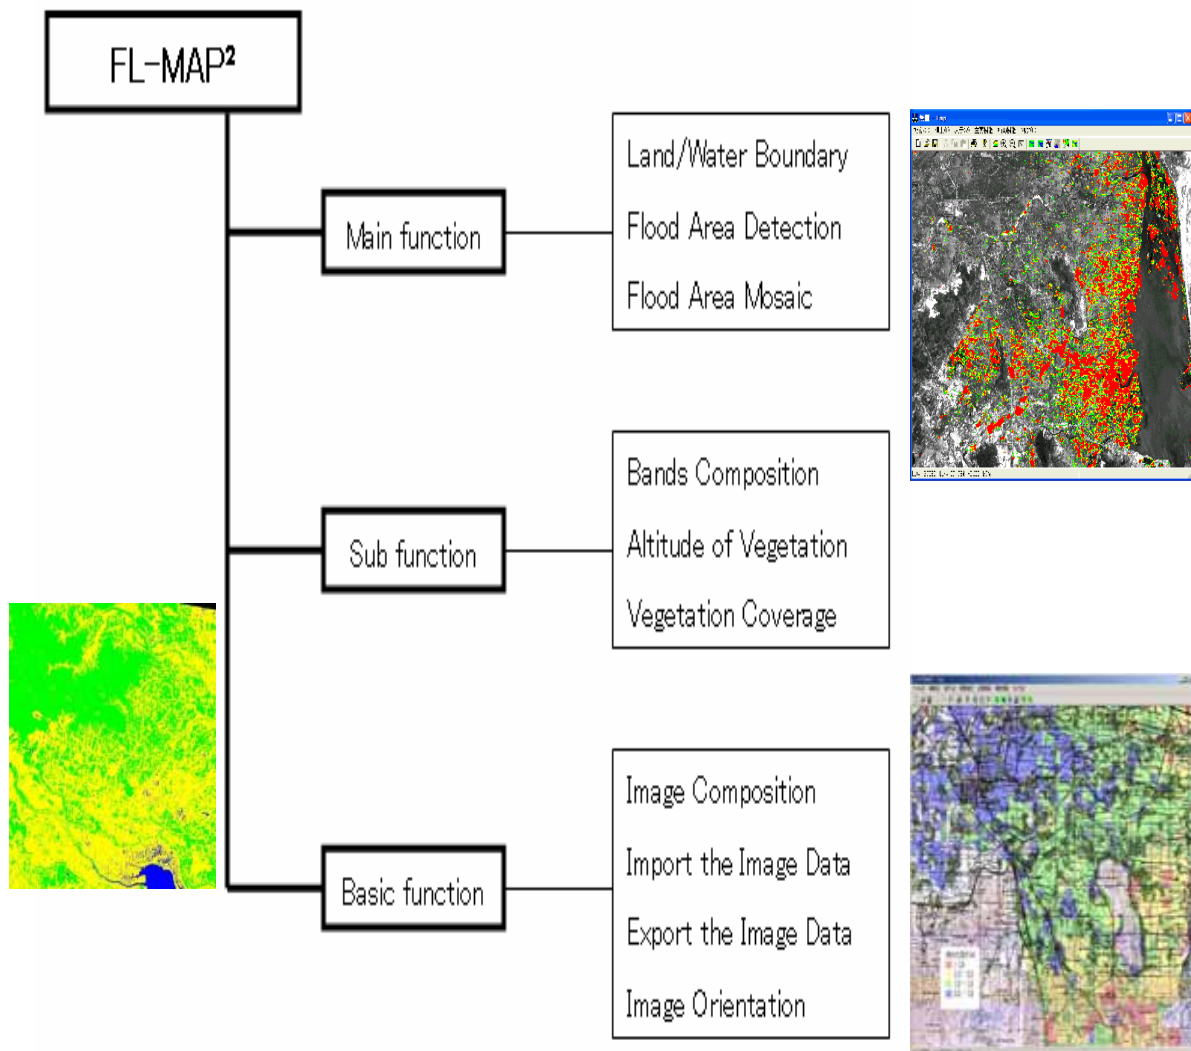 FL-MAP²
Main function
Land/Water Boundary
Flood Area Detection
Flood Area Mosaic
Sub function
Bands Composition
Altitude of Vegetation
Vegetation Coverage
Basic function
Image Composition
Import the Image Data
Export the Image Data
Image Orientation